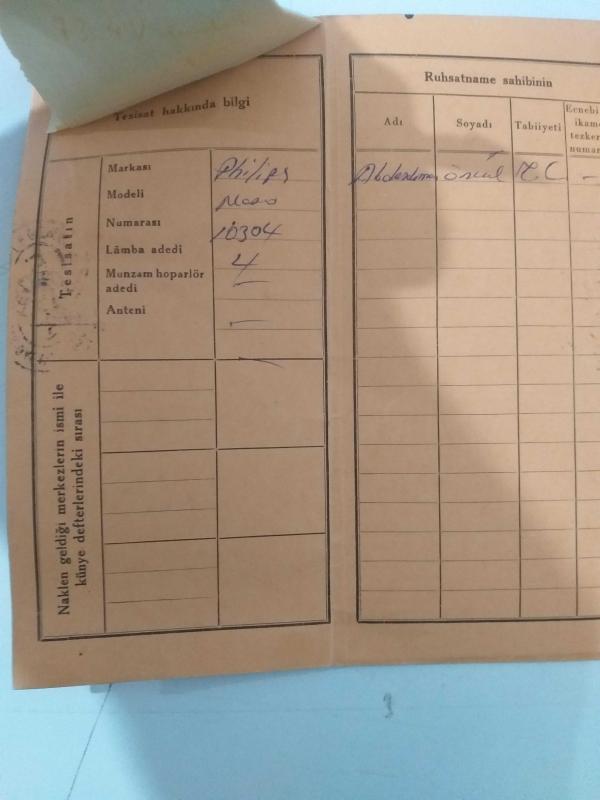 Tesisat hakkında bilgi
Tesisatın
Markası Philips
Modeli
Numarası 10304
Lâmba adedi 4
Munzam hoparlör adedi —
Anteni —
Naklen geldiği merkezlerin ismi ile
künye defterlerindeki sırası
Ruhsatname sahibinin
Adı Soyadı Tabiiyeti Ecnebi
T.C. —